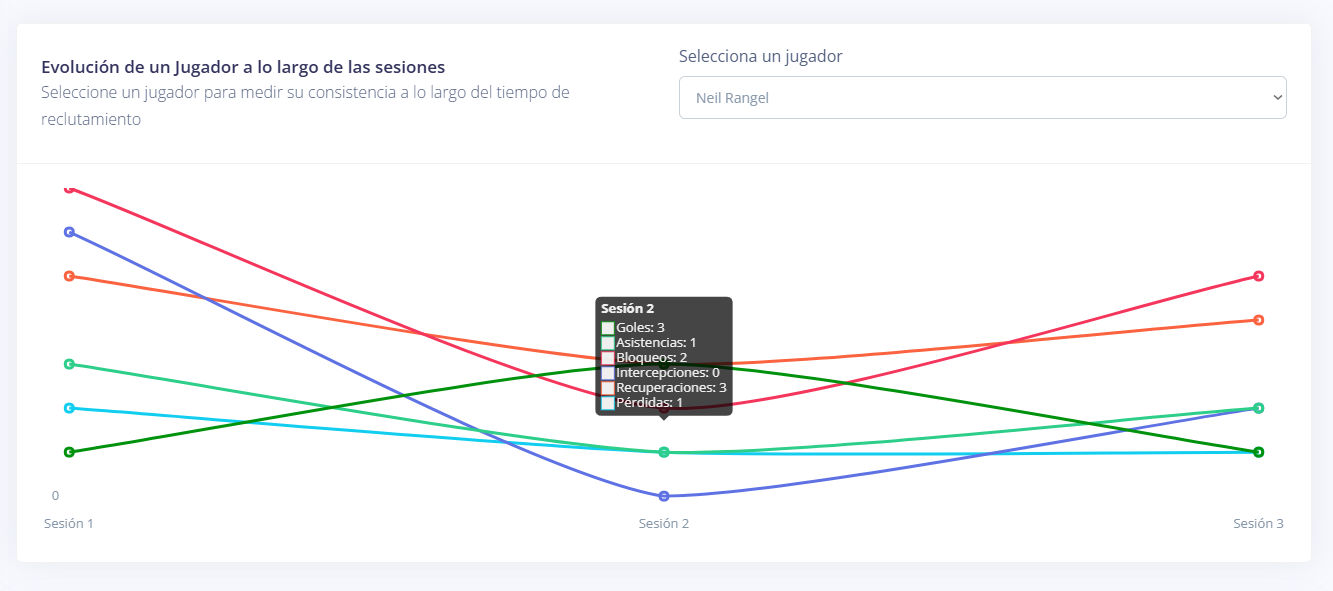 Evolución de un Jugador a lo largo de las sesiones
Seleccione un jugador para medir su consistencia a lo largo del tiempo de
reclutamiento
Selecciona un jugador
Neil Rangel
Sesión 2
Goles: 3
Asistencias: 1
Bloqueos: 2
Intercepciones: 0
Recuperaciones: 3
Pérdidas: 1
0
Sesión 1
Sesión 2
Sesión 3